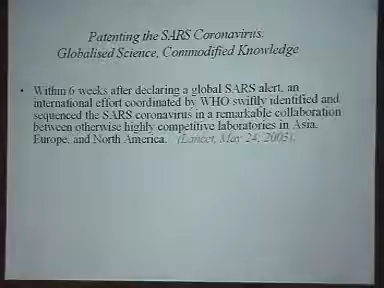 Patenting the SARS Coronavirus:
Globalised Science, Commodified Knowledge
• Within 6 weeks after declaring a global SARS alert, an
international effort coordinated by WHO swiftly identified and
sequenced the SARS coronavirus in a remarkable collaboration
between otherwise highly competitive laboratories in Asia,
Europe, and North America. (Lancet, May 24, 2003).